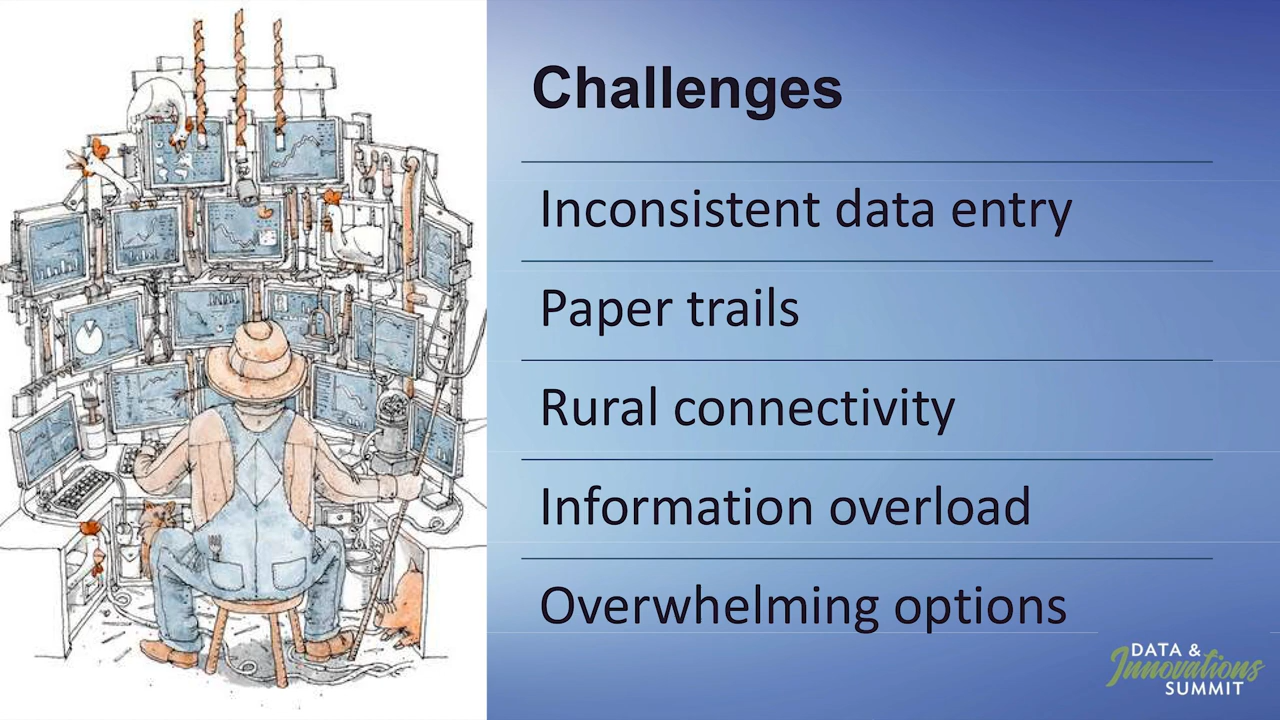 Challenges
Inconsistent data entry
Paper trails
Rural connectivity
Information overload
Overwhelming options
DATA &
Innovations
SUMMIT